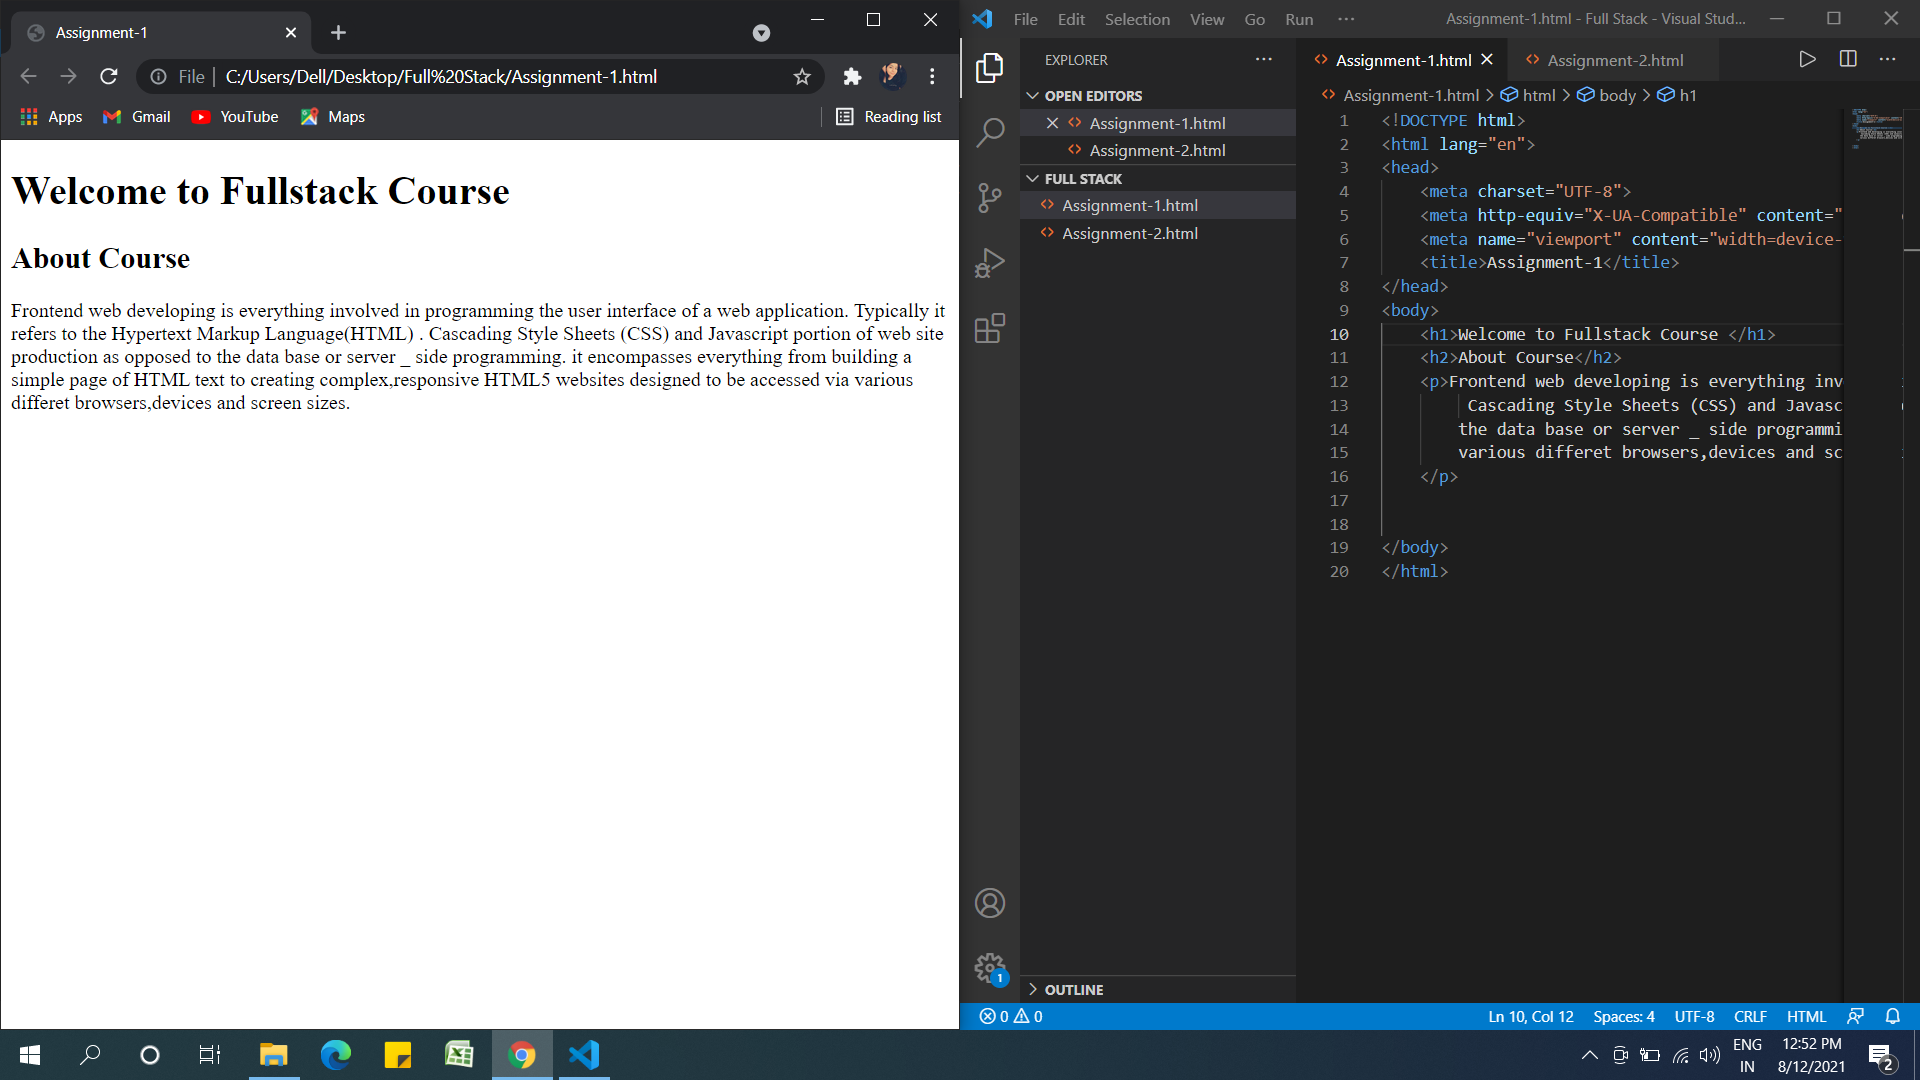 Assignment-1
File
C:/Users/Dell/Desktop/Full%20Stack/Assignment-1.html
Apps
Gmail
YouTube
Maps
Reading list
Welcome to Fullstack Course
About Course
Frontend web developing is everything involved in programming the user interface of a web application. Typically it
refers to the Hypertext Markup Language(HTML) . Cascading Style Sheets (CSS) and Javascript portion of web site
production as opposed to the data base or server _ side programming. it encompasses everything from building a
simple page of HTML text to creating complex,responsive HTML5 websites designed to be accessed via various
differet browsers,devices and screen sizes.
File Edit Selection View Go Run ···
Assignment-1.html - Full Stack - Visual Stud...
EXPLORER
OPEN EDITORS
Assignment-1.html
Assignment-2.html
FULL STACK
Assignment-1.html
Assignment-2.html
OUTLINE
1
Assignment-1.html
Assignment-2.html
Assignment-1.html > html > body > h1
1 <!DOCTYPE html>
2 <html lang="en">
3 <head>
4 <meta charset="UTF-8">
5 <meta http-equiv="X-UA-Compatible" content="
6 <meta name="viewport" content="width=device-
7 <title>Assignment-1</title>
8 </head>
9 <body>
10 <h1>Welcome to Fullstack Course </h1>
11 <h2>About Course</h2>
12 <p>Frontend web developing is everything inv
13 Cascading Style Sheets (CSS) and Javasc
14 the data base or server _ side programmi
15 various differet browsers,devices and sc
16 </p>
17
18
19 </body>
20 </html>
0 0
Ln 10, Col 12
Spaces: 4
UTF-8
CRLF
HTML
ENG
IN
12:52 PM
8/12/2021
2